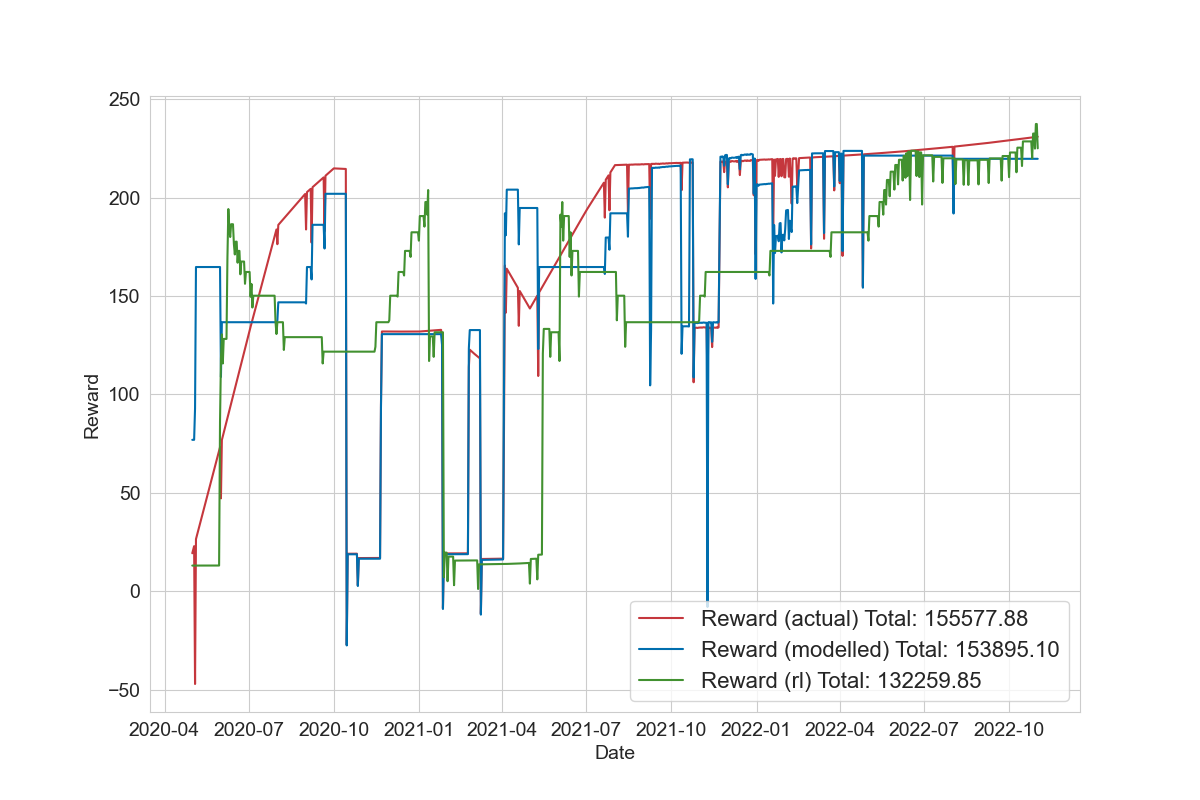 250
200
150
100
50
0
−50
Reward
2020-04 2020-07 2020-10 2021-01 2021-04 2021-07 2021-10 2022-01 2022-04 2022-07 2022-10
Date
Reward (actual) Total: 155577.88
Reward (modelled) Total: 153895.10
Reward (rl) Total: 132259.85